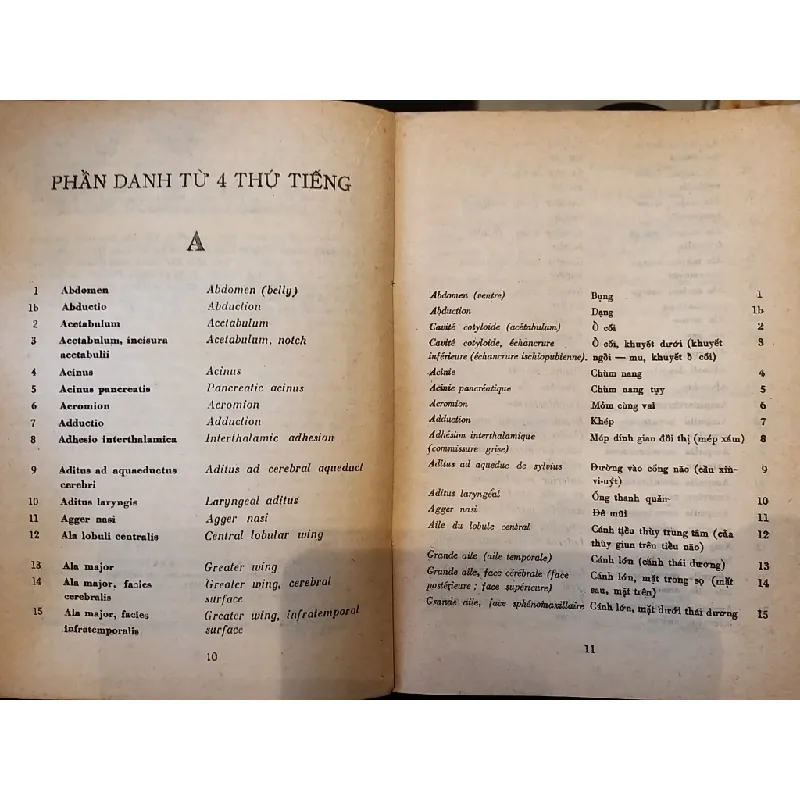 PHẦN DANH TỪ 4 THỨ TIẾNG
A
1 Abdomen Abdomen (belly)
1b Abductio Abduction
2 Acetabulum Acetabulum
3 Acetabulum, incisura Acetabulum, notch
acetabulii
4 Acinus Acinus
5 Acinus pancreatis Pancreatic acinus
6 Acromion Acromion
7 Adductio Adduction
8 Adhesio interthalamica Interthalamic adhesion
9 Aditus ad aquaeductus Aditus ad cerebral aqueduct
cerebri
10 Aditus laryngis Laryngeal aditus
11 Agger nasi Agger nasi
12 Ala lobuli centralis Central lobular wing
13 Ala major Greater wing
14 Ala major, facies Greater wing, cerebral
cerebralis surface
15 Ala major, facies Greater wing, infratemporal
infratemporalis surface
10
Abdomen (ventre) Bụng 1
Abduction Dạng 1b
Cavité cotyloïde (acétabulum) Ổ cối 2
Cavité cotyloïde, échancrure Ổ cối, khuyết dưới (khuyết 3
inférieure (échancrure ischiopubienne). ngồi — mu, khuyết ổ cối)
Acinie Chùm nang 4
Acinie pancréatique Chùm nang tụy 5
Acromion Mỏm cùng vai 6
Adduction Khép 7
Adhésium interthalamique Mép dính gian đồi thị (mép xám) 8
(commissure grise)
Aditus ad aqueduc de sylvius Đường vào cống não (cầu xin- 9
vi-uýt)
Aditus laryngéal Ống thanh quản 10
Agger nasi Đê mũi 11
Aile du lobule central Cánh tiểu thùy trung tâm (của 12
thùy giun trên tiểu não)
Grande aile (aile temporale) Cánh lớn (cánh thái dương) 13
Grande aile, face cérébrale (face Cánh lớn, mặt trong sọ (mặt 14
postérieure ; face supérieure) sau, mặt trên)
Grande aile, face sphénomaxillaire Cánh lớn, mặt dưới thái dương 15
11